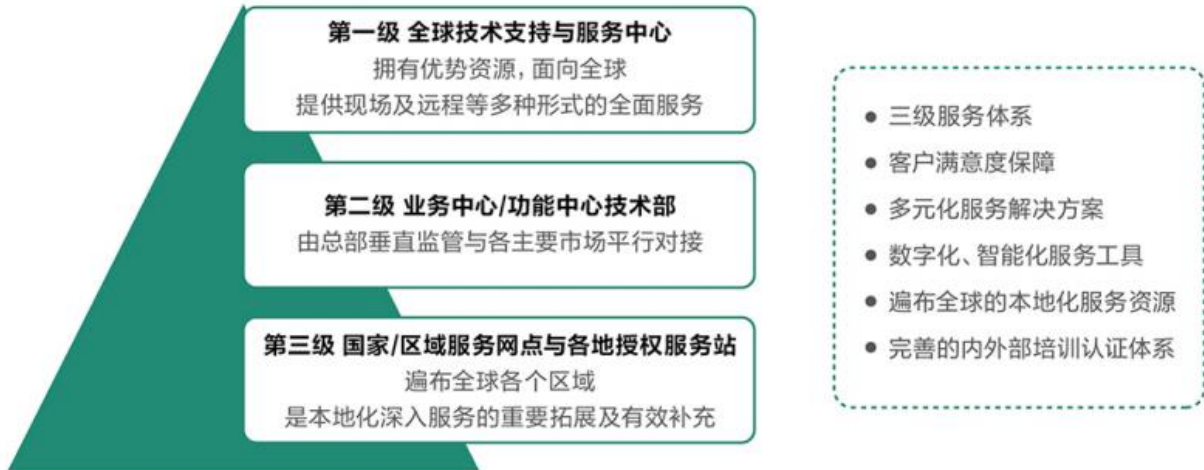 第一级 全球技术支持与服务中心
拥有优势资源，面向全球
提供现场及远程等多种形式的全面服务
第二级 业务中心/功能中心技术部
由总部垂直监管与各主要市场平行对接
第三级 国家/区域服务网点与各地授权服务站
遍布全球各个区域
是本地化深入服务的重要拓展及有效补充
● 三级服务体系
● 客户满意度保障
● 多元化服务解决方案
● 数字化、智能化服务工具
● 遍布全球的本地化服务资源
● 完善的内外部培训认证体系